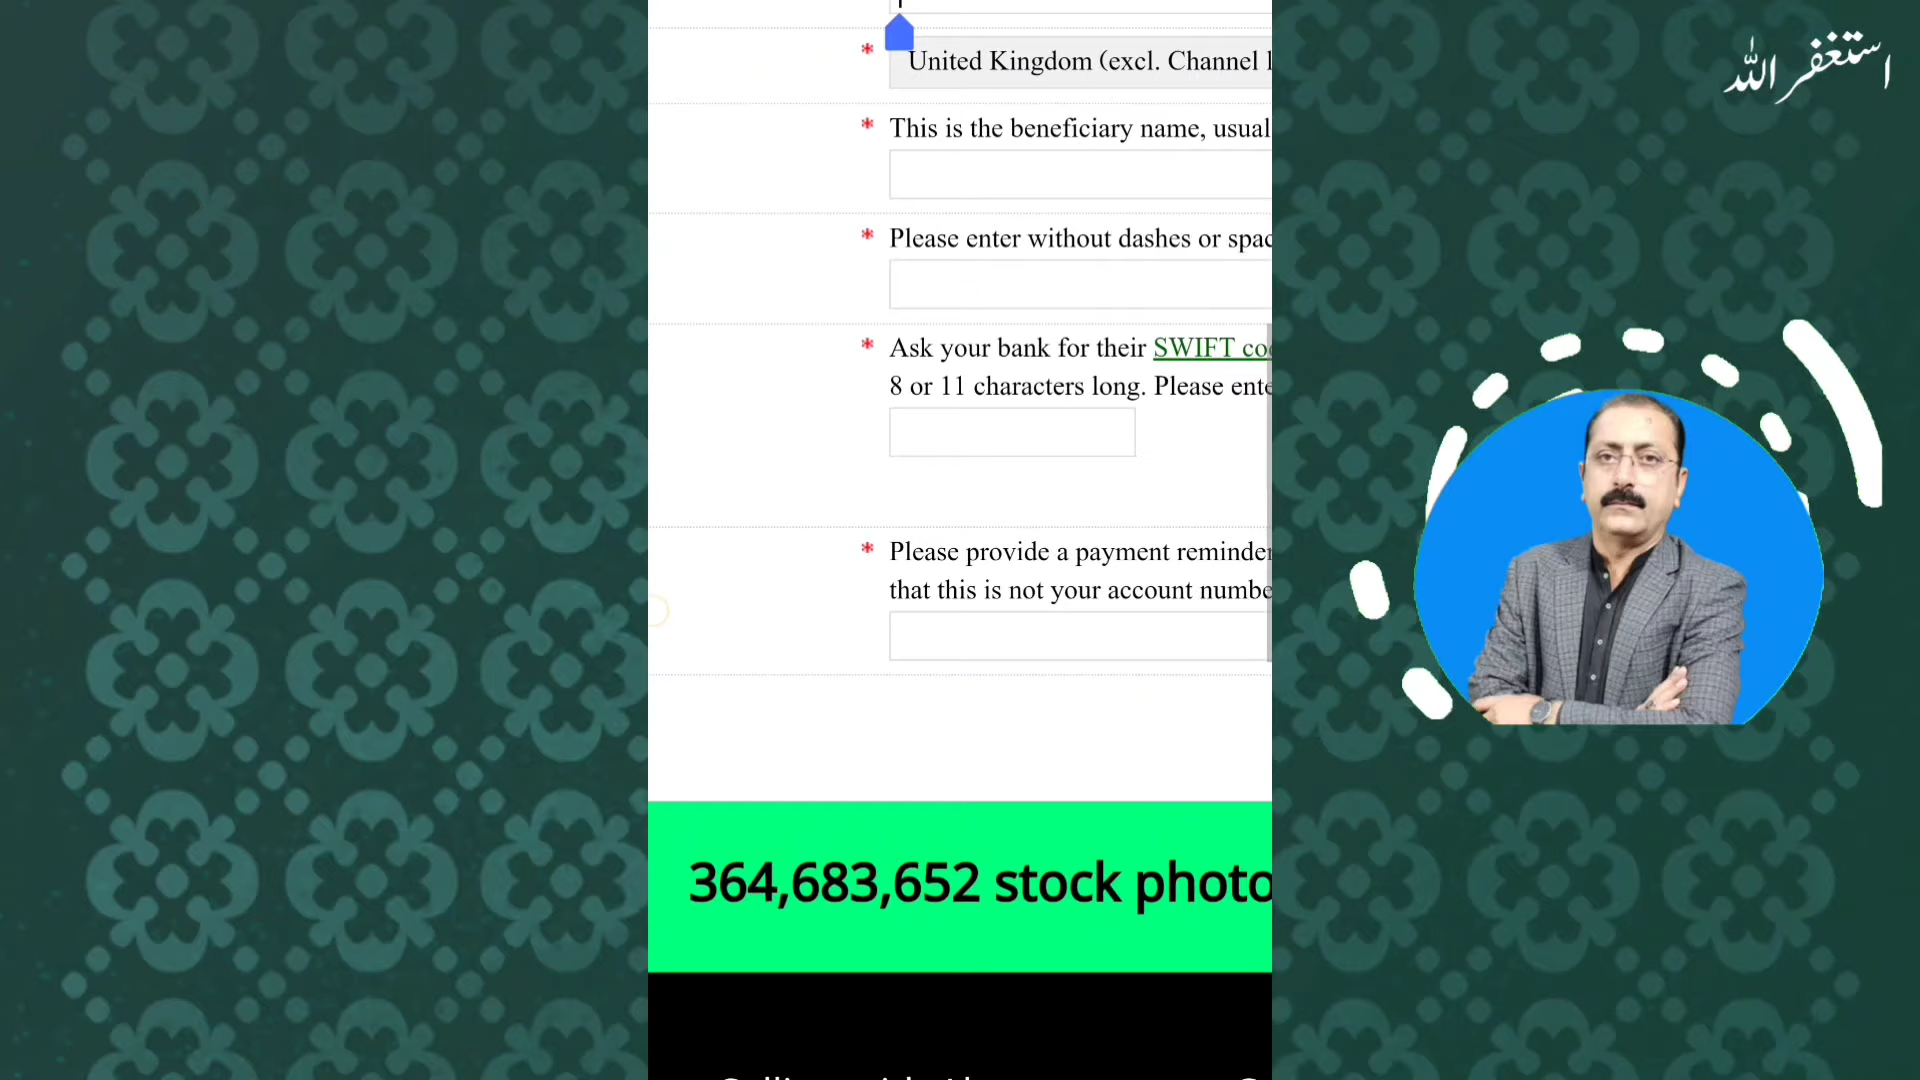 استغفر اللہ
United Kingdom (excl. Channel
This is the beneficiary name, usual
Please enter without dashes or spac
Ask your bank for their SWIFT co
8 or 11 characters long. Please ente
Please provide a payment reminder
that this is not your account numbe
364,683,652 stock photo